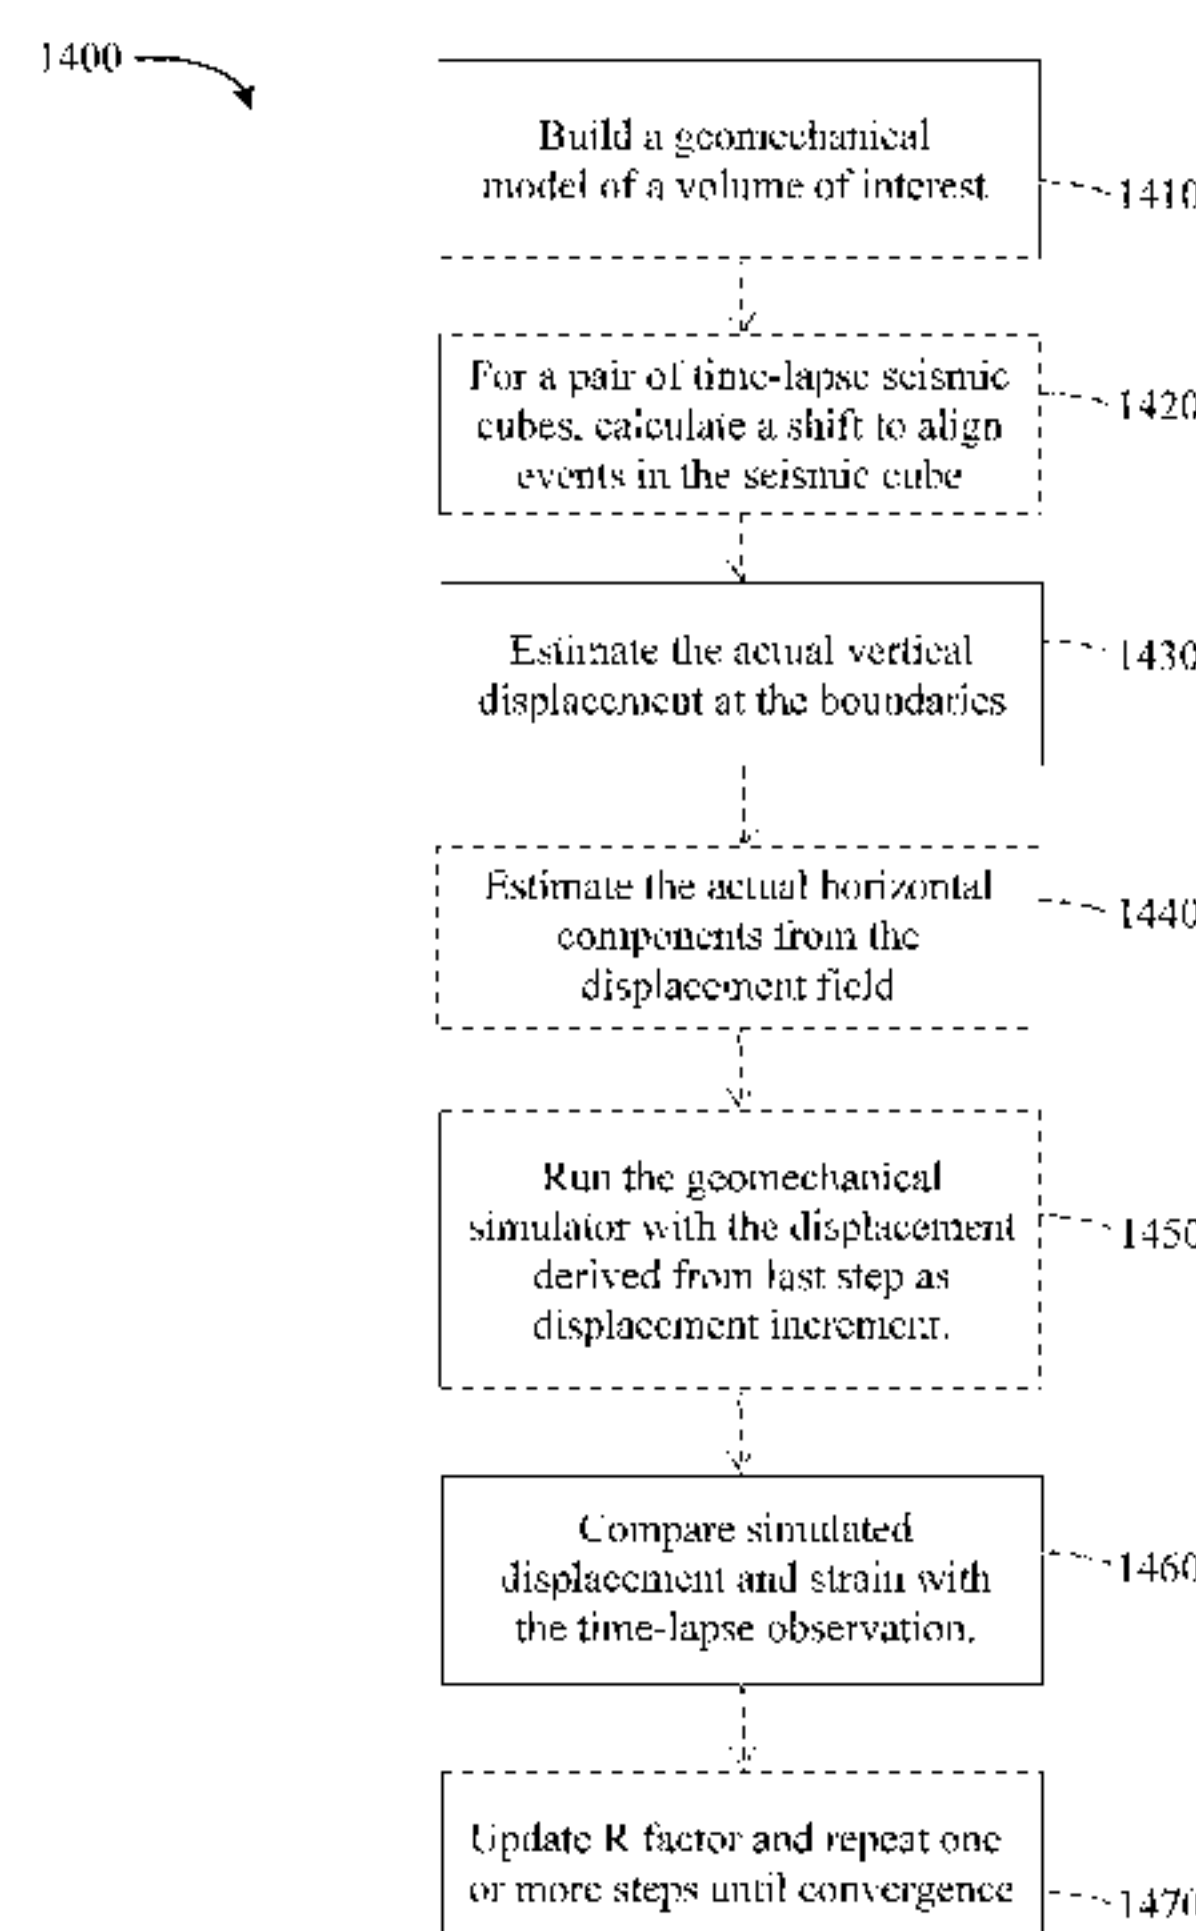 1400
Build a geomechanical
model of a volume of interest
1410
For a pair of time-lapse seismic
cubes, calculate a shift to align
events in the seismic cube
1420
Estimate the actual vertical
displacement at the boundaries
1430
Estimate the actual horizontal
components from the
displacement field
1440
Run the geomechanical
simulator with the displacement
derived from last step as
displacement increment.
1450
Compare simulated
displacement and strain with
the time-lapse observation.
1460
Update R factor and repeat one
or more steps until convergence
1470